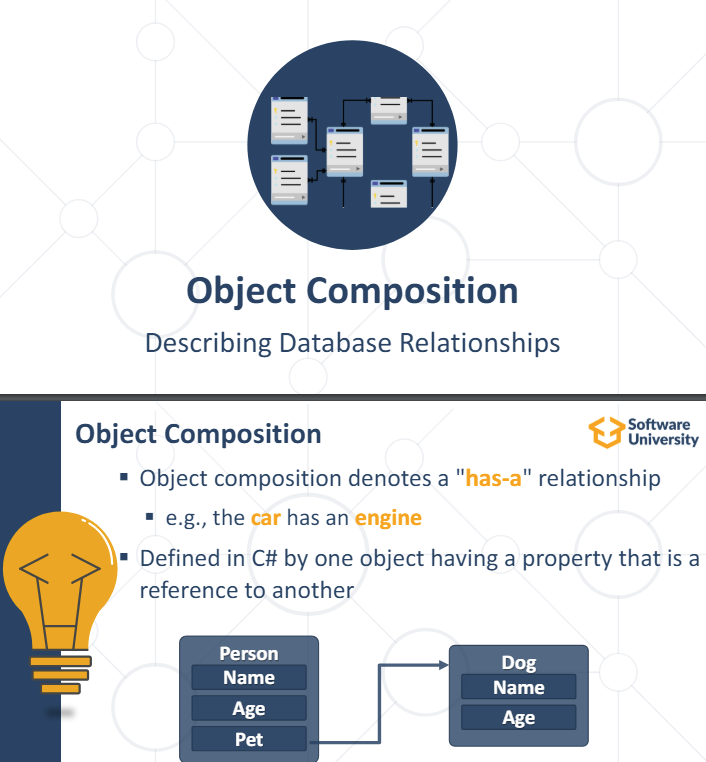 Object Composition
Describing Database Relationships
Object Composition
Software
University
▪ Object composition denotes a "has-a" relationship
▪ e.g., the car has an engine
▪ Defined in C# by one object having a property that is a
reference to another
Person
Name
Age
Pet
Dog
Name
Age